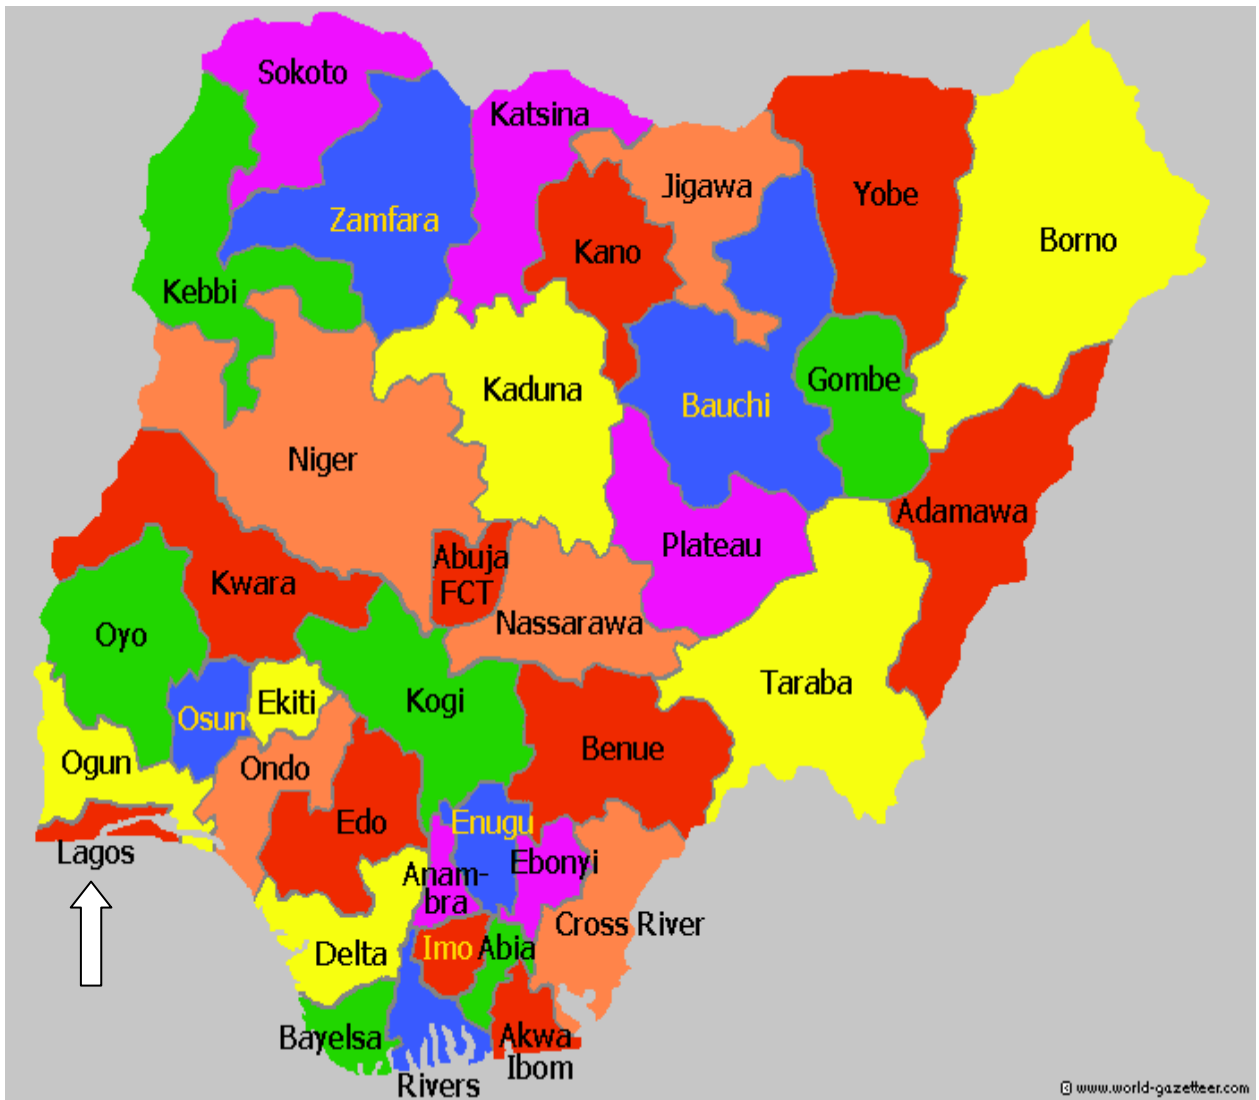 Sokoto
Katsina
Jigawa
Yobe
Zamfara
Borno
Kano
Kebbi
Gombe
Kaduna
Bauchi
Niger
Adamawa
Plateau
Abuja
FCT
Kwara
Nassarawa
Oyo
Taraba
Ekiti
Kogi
Osun
Benue
Ogun
Ondo
Edo
Enugu
Lagos
Ebonyi
Anam-
bra
Cross River
Imo
Abia
Delta
Bayelsa
Akwa
Ibom
Rivers
© www.world-gazetteer.com